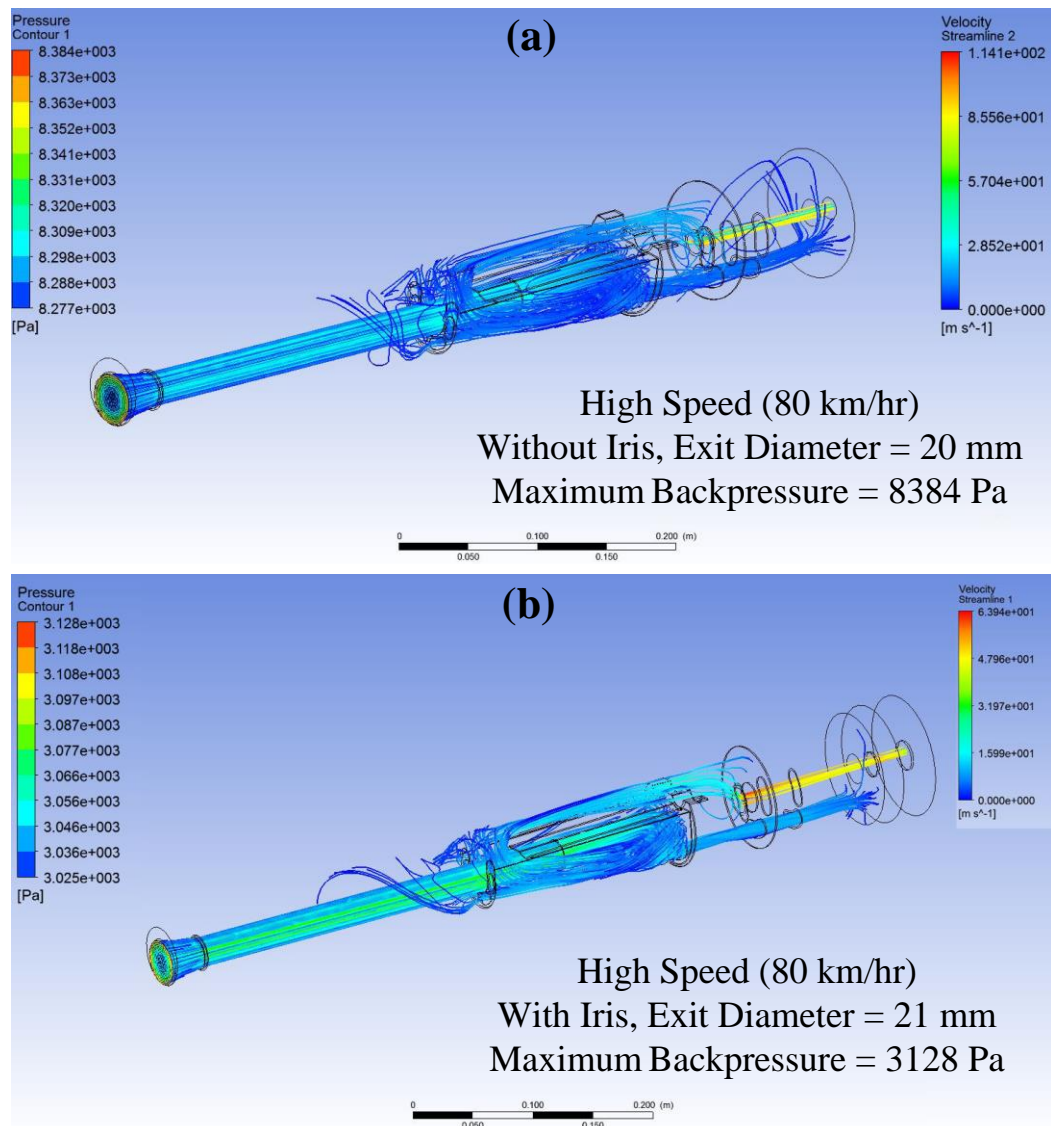 (a)
Pressure
Contour 1
8.384e+003
8.373e+003
8.363e+003
8.352e+003
8.341e+003
8.331e+003
8.320e+003
8.309e+003
8.298e+003
8.288e+003
8.277e+003
[Pa]
Velocity
Streamline 2
1.141e+002
8.556e+001
5.704e+001
2.852e+001
0.000e+000
[m s^-1]
High Speed (80 km/hr)
Without Iris, Exit Diameter = 20 mm
Maximum Backpressure = 8384 Pa
0 0.100 0.200 (m)
0.050 0.150
(b)
Pressure
Contour 1
3.128e+003
3.118e+003
3.108e+003
3.097e+003
3.087e+003
3.077e+003
3.066e+003
3.056e+003
3.046e+003
3.036e+003
3.025e+003
[Pa]
Velocity
Streamline 1
6.394e+001
4.796e+001
3.197e+001
1.599e+001
0.000e+000
[m s^-1]
High Speed (80 km/hr)
With Iris, Exit Diameter = 21 mm
Maximum Backpressure = 3128 Pa
0 0.100 0.200 (m)
0.050 0.150